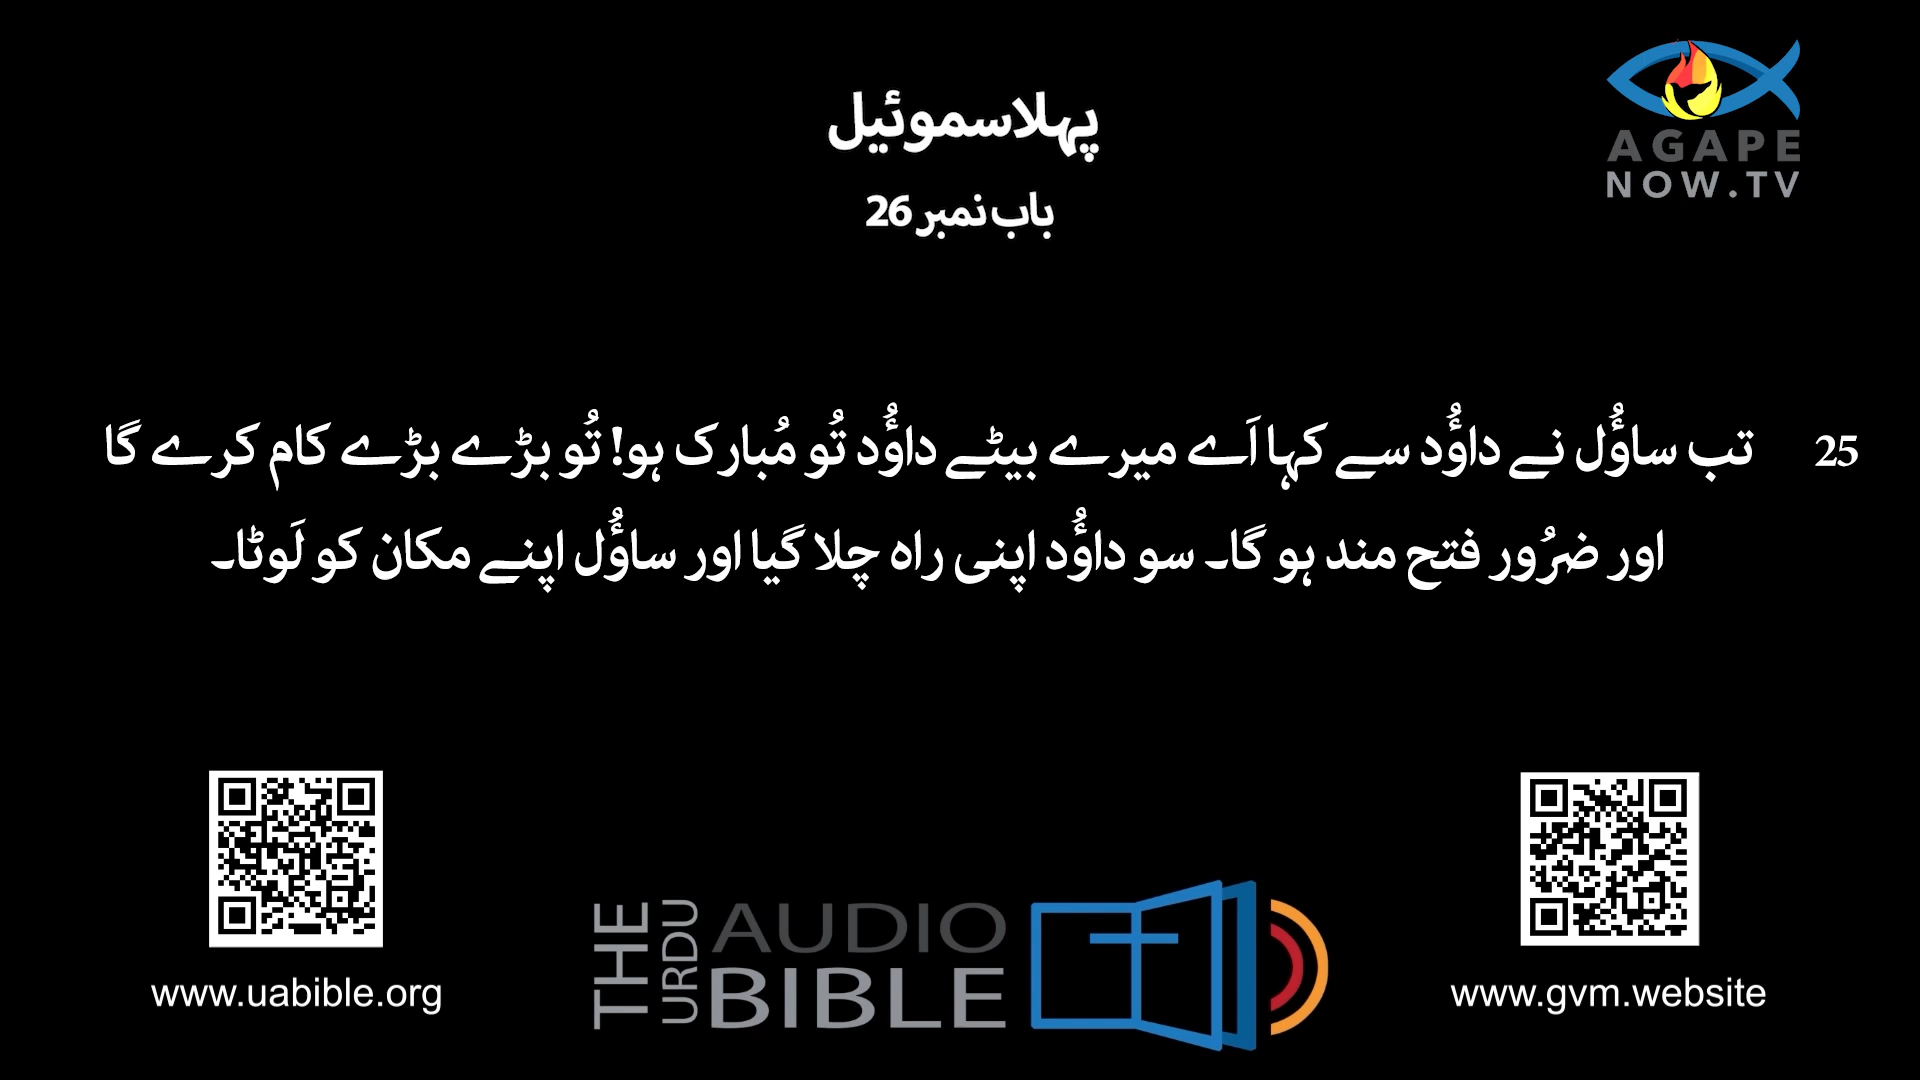 پہلا سموئیل
باب نمبر 26
AGAPE
NOW.TV
25 تب ساؤُل نے داؤُد سے کہا اَے میرے بیٹے داؤُد تُو مُبارک ہو! تُو بڑے بڑے کام کرے گا
اور ضرُور فتح مند ہو گا۔ سو داؤُد اپنی راہ چلا گیا اور ساؤُل اپنے مکان کو لَوٹا۔
THE URDU AUDIO BIBLE
www.uabible.org
www.gvm.website